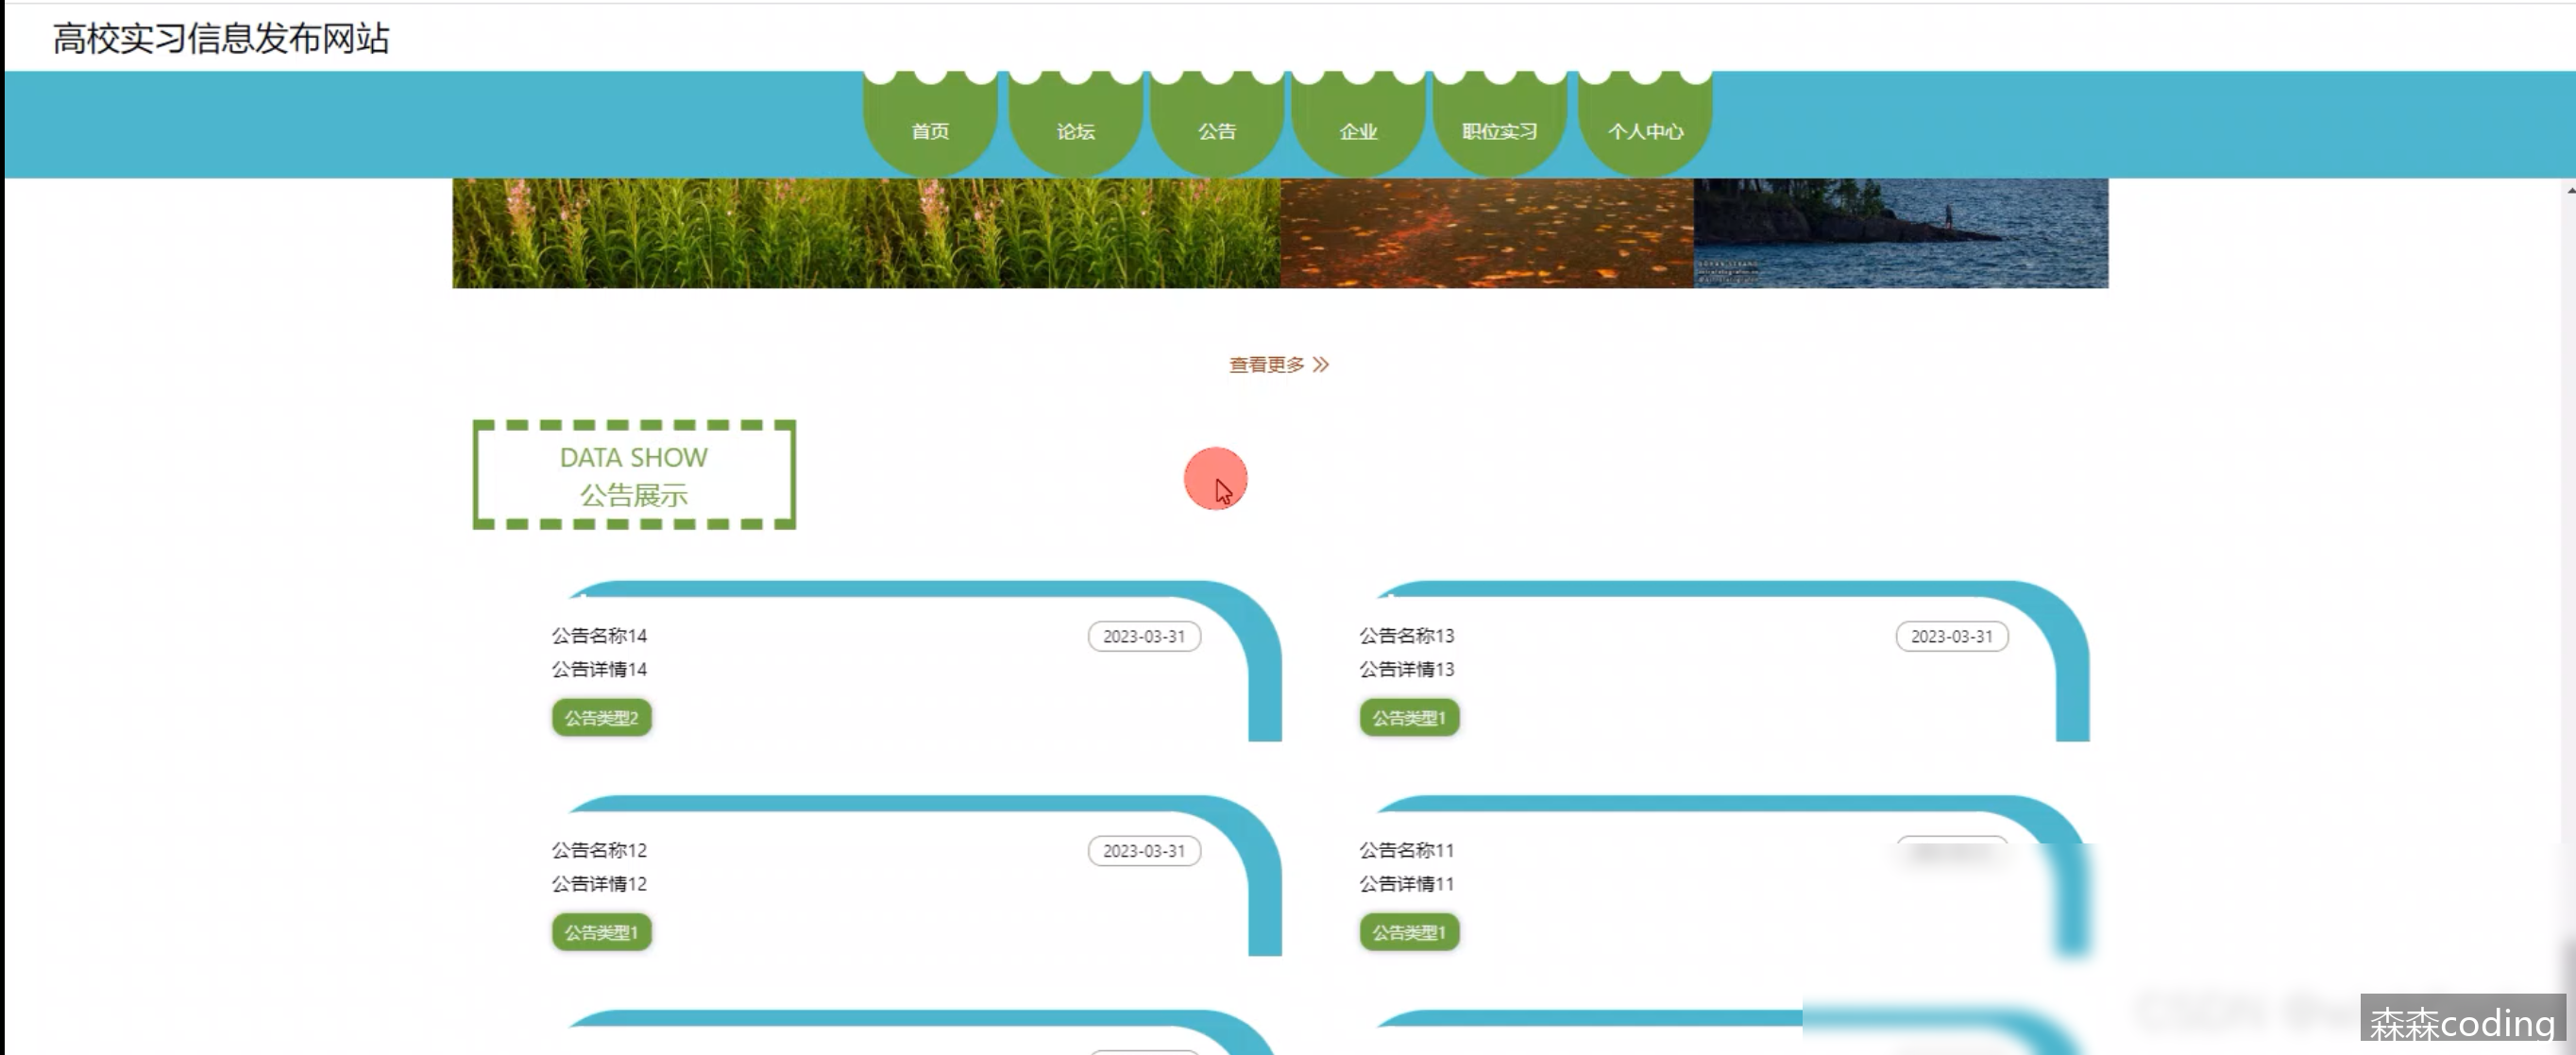 高校实习信息发布网站
首页 论坛 公告 企业 职位实习 个人中心
查看更多
DATA SHOW
公告展示
公告名称14 2023-03-31
公告详情14
公告类型2
公告名称13 2023-03-31
公告详情13
公告类型1
公告名称12 2023-03-31
公告详情12
公告类型1
公告名称11
公告详情11
公告类型1
森森coding